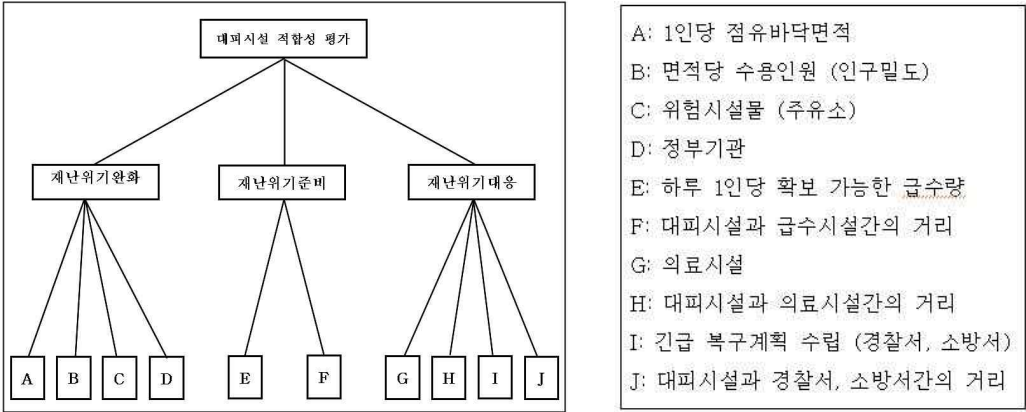 대피시설 적합성 평가
재난위기완화
재난위기준비
재난위기대응
A
B
C
D
E
F
G
H
I
J
A: 1인당 점유바닥면적
B: 면적당 수용인원 (인구밀도)
C: 위험시설물 (주유소)
D: 정부기관
E: 하루 1인당 확보 가능한 급수량
F: 대피시설과 급수시설간의 거리
G: 의료시설
H: 대피시설과 의료시설간의 거리
I: 긴급 복구계획 수립 (경찰서, 소방서)
J: 대피시설과 경찰서, 소방서간의 거리